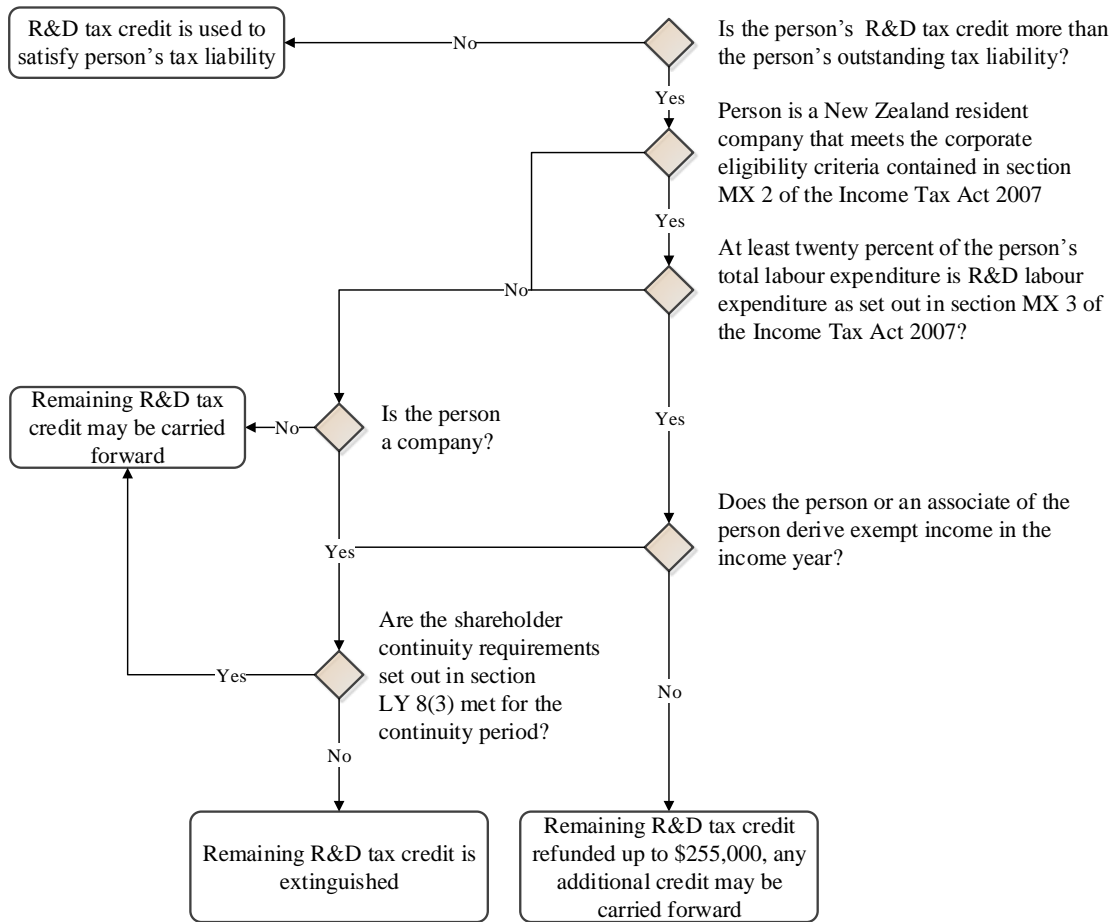 R&D tax credit is used to
satisfy person’s tax liability
No
Is the person’s  R&D tax credit more than
the person’s outstanding tax liability?
Yes
Person is a New Zealand resident
company that meets the corporate
eligibility criteria contained in section
MX 2 of the Income Tax Act 2007
Yes
At least twenty percent of the person’s
total labour expenditure is R&D labour
expenditure as set out in section MX 3 of
the Income Tax Act 2007?
No
Remaining R&D tax
credit may be carried
forward
No
Is the person
a company?
Yes
Does the person or an associate of the
person derive exempt income in the
income year?
Yes
Are the shareholder
continuity requirements
set out in section
LY 8(3) met for the
continuity period?
Yes
No
No
Remaining R&D tax credit is
extinguished
Remaining R&D tax credit
refunded up to $255,000, any
additional credit may be
carried forward